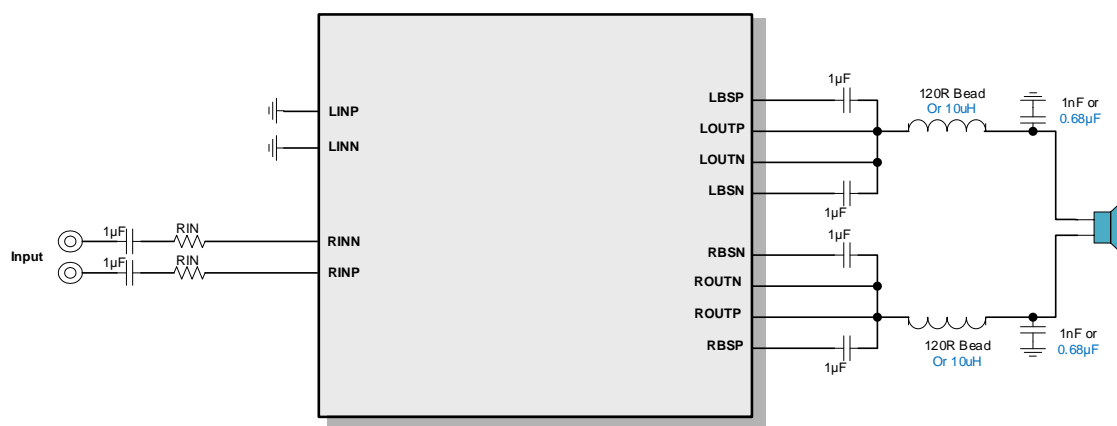 1µF
LBSP
120R Bead
Or 10uH
1nF or
0.68µF
LINP
LOUTP
LINN
LOUTN
LBSN
1µF
1µF
RIN
1µF
RINN
RBSN
Input
1µF
RIN
RINP
ROUTN
ROUTP
1nF or
0.68µF
RBSP
120R Bead
Or 10uH
1µF